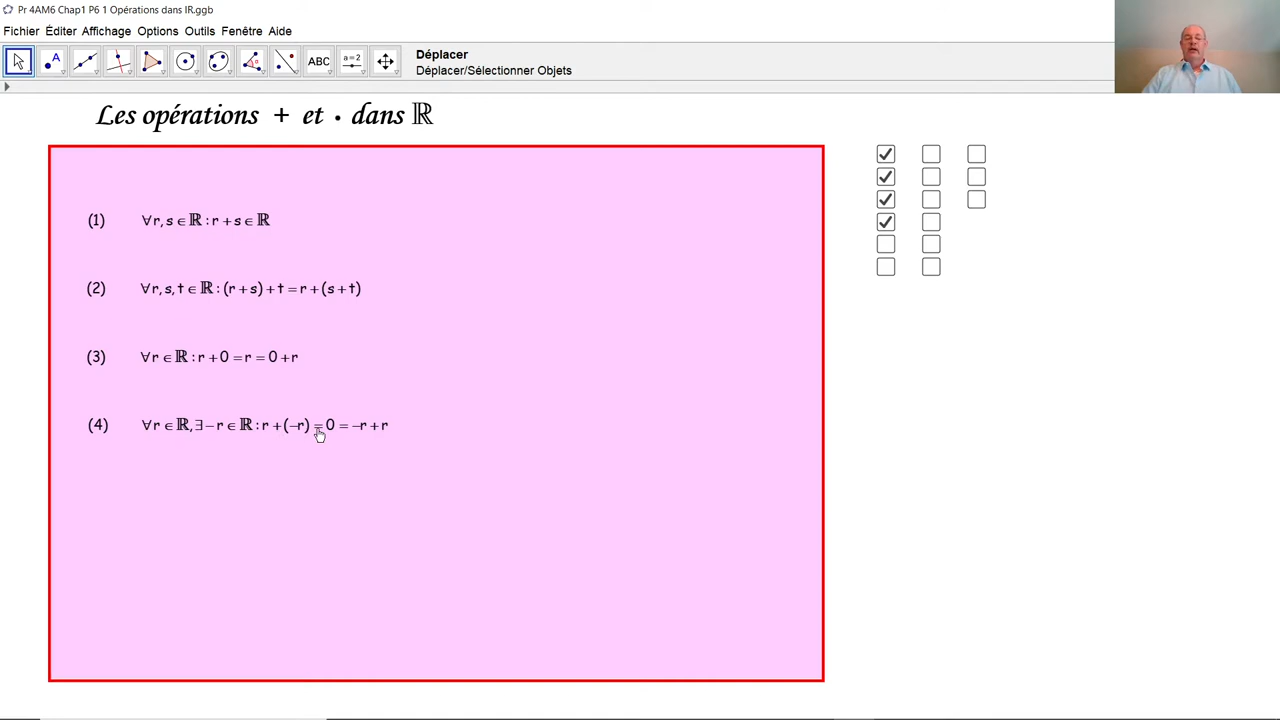 Pr 4AM6 Chap1 P6 1 Opérations dans IR.ggb
Fichier Éditer Affichage Options Outils Fenêtre Aide
A
ABC
a=2
Déplacer
Déplacer/Sélectionner Objets
Les opérations + et • dans ℝ
(1) ∀r,s∈ℝ:r+s∈ℝ
(2) ∀r,s,t∈ℝ:(r+s)+t=r+(s+t)
(3) ∀r∈ℝ:r+0=r=0+r
(4) ∀r∈ℝ,∃−r∈ℝ:r+(−r)=0=−r+r